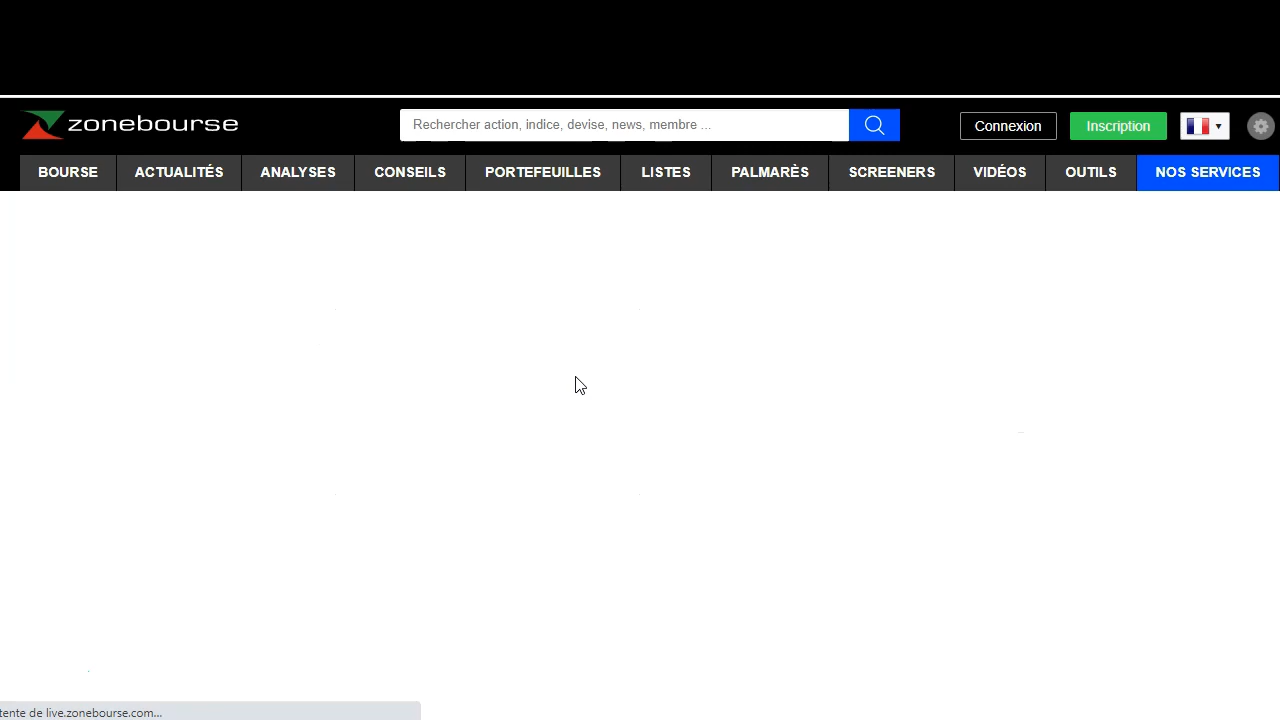 zonebourse
Rechercher action, indice, devise, news, membre ...
Connexion
Inscription
BOURSE ACTUALITÉS ANALYSES CONSEILS PORTEFEUILLES LISTES PALMARÈS SCREENERS VIDÉOS OUTILS NOS SERVICES
tente de live.zonebourse.com...